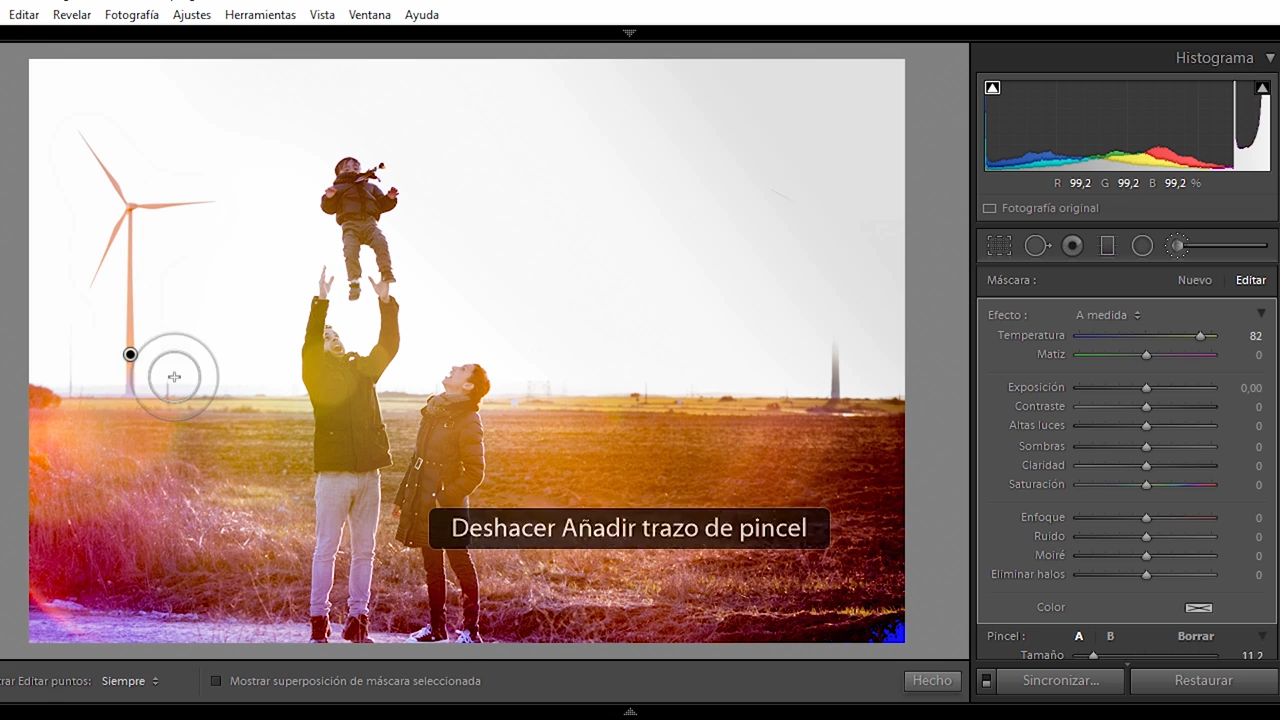 Editar Revelar Fotografía Ajustes Herramientas Vista Ventana Ayuda
Histograma
R 99,2 G 99,2 B 99,2 %
Fotografía original
Máscara : Nuevo Editar
Efecto : A medida
Temperatura 82
Matiz 0
Exposición 0,00
Contraste 0
Altas luces 0
Sombras 0
Claridad 0
Saturación 0
Enfoque 0
Ruido 0
Moiré 0
Eliminar halos 0
Color
Pincel : A B Borrar
Tamaño 11,2
Deshacer Añadir trazo de pincel
rar Editar puntos: Siempre Mostrar superposición de máscara seleccionada Hecho
Sincronizar... Restaurar